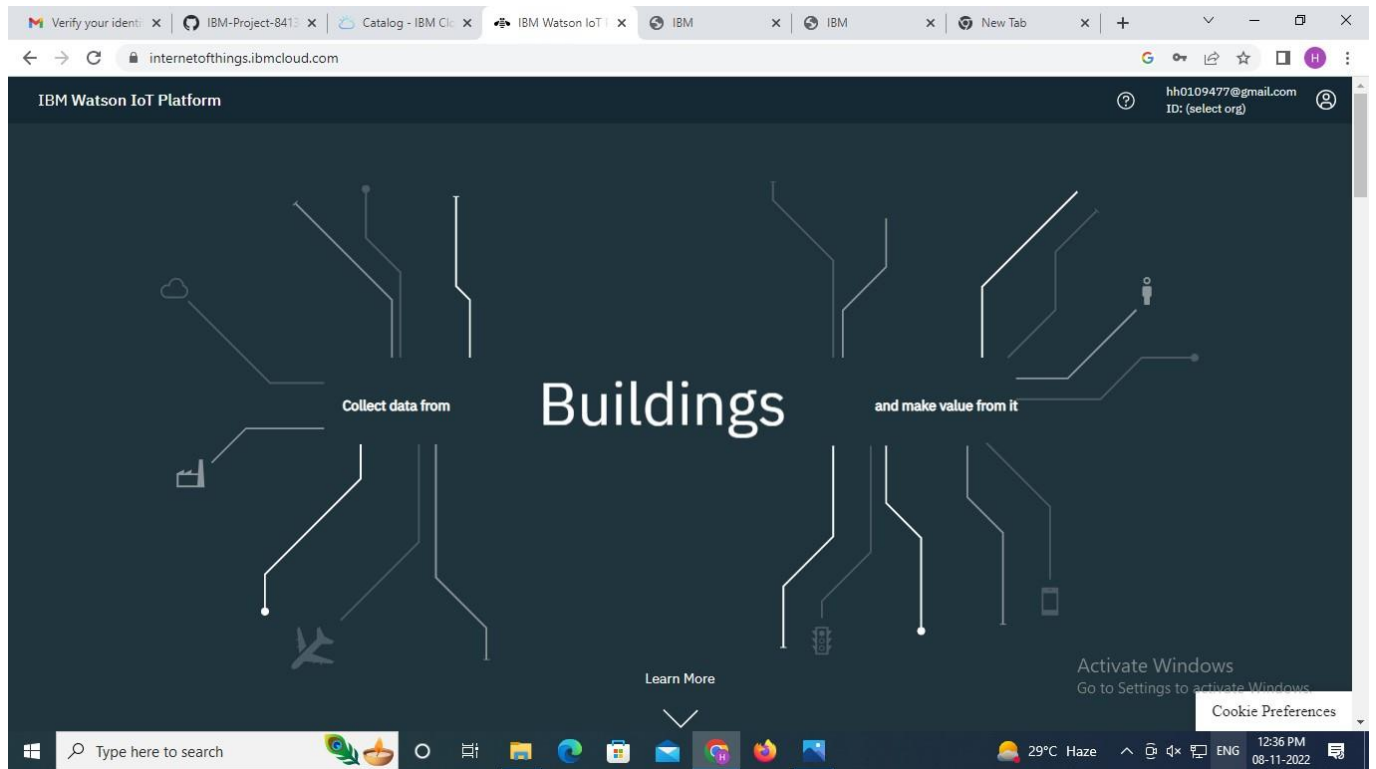 Verify your identi
IBM-Project-8413
Catalog - IBM Clo
IBM Watson IoT P
IBM
IBM
New Tab
internetofthings.ibmcloud.com
G
H
IBM Watson IoT Platform
hh0109477@gmail.com
ID: (select org)
Collect data from
Buildings
and make value from it
Learn More
Activate Windows
Go to Settings to activate Windows.
Cookie Preferences
Type here to search
29°C Haze
ENG
12:36 PM
08-11-2022